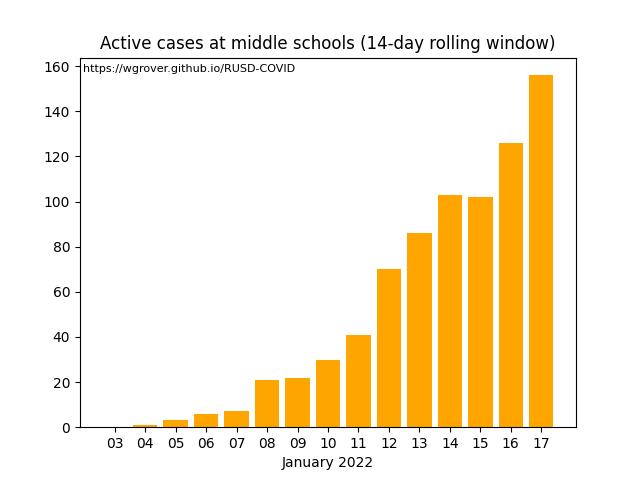 Active cases at middle schools (14-day rolling window)
https://wgrover.github.io/RUSD-COVID
160
140
120
100
80
60
40
20
0
03 04 05 06 07 08 09 10 11 12 13 14 15 16 17
January 2022